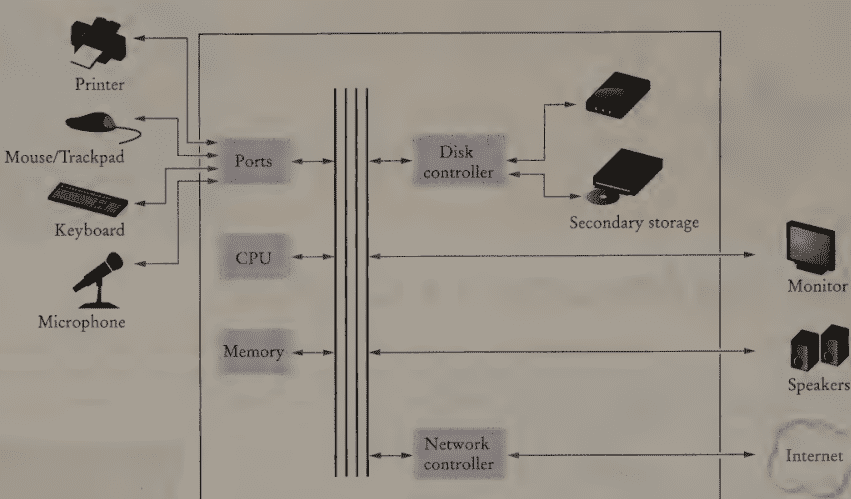 Printer
Mouse/Trackpad
Keyboard
Microphone
Ports
CPU
Memory
Disk
controller
Secondary storage
Network
controller
Monitor
Speakers
Internet